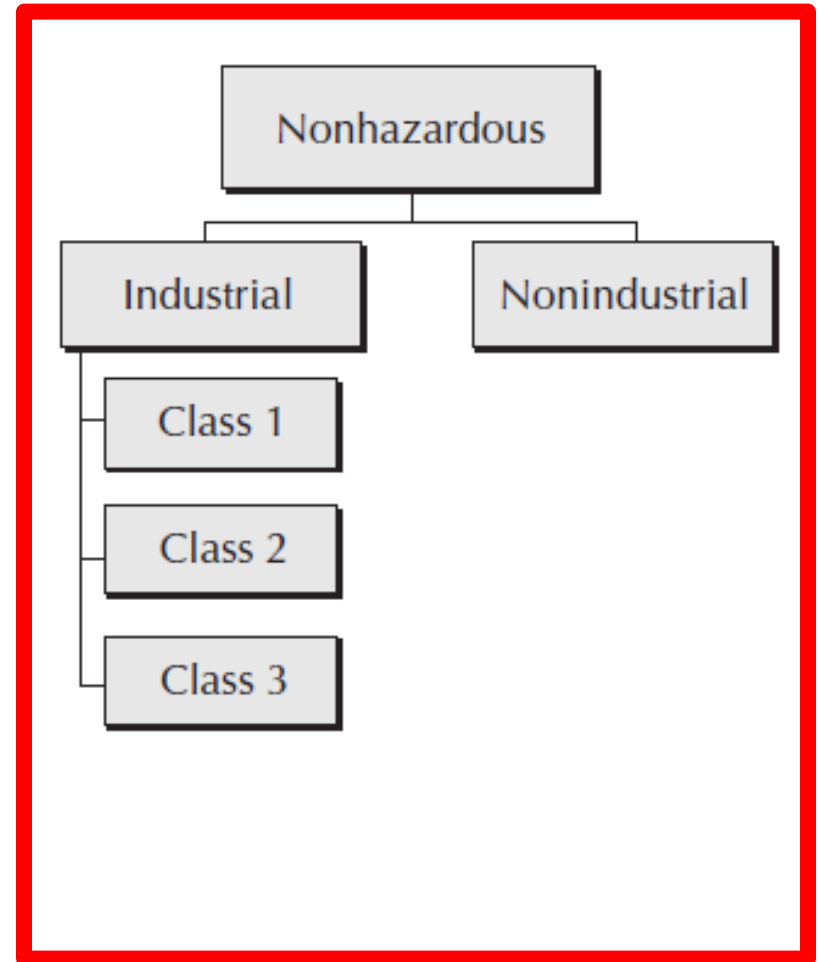 Nonhazardous
Industrial
Nonindustrial
Class 1
Class 2
Class 3